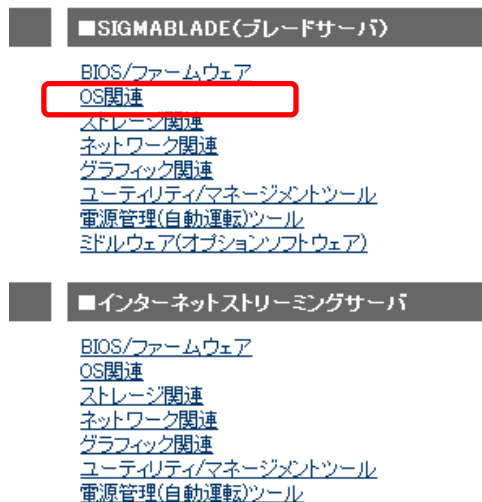 ■SIGMABLADE(ブレードサーバ)
BIOS/ファームウェア
OS関連
ストレージ関連
ネットワーク関連
グラフィック関連
ユーティリティ/マネージメントツール
電源管理(自動運転)ツール
ミドルウェア(オプションソフトウェア)
■インターネットストリーミングサーバ
BIOS/ファームウェア
OS関連
ストレージ関連
ネットワーク関連
グラフィック関連
ユーティリティ/マネージメントツール
電源管理(自動運転)ツール